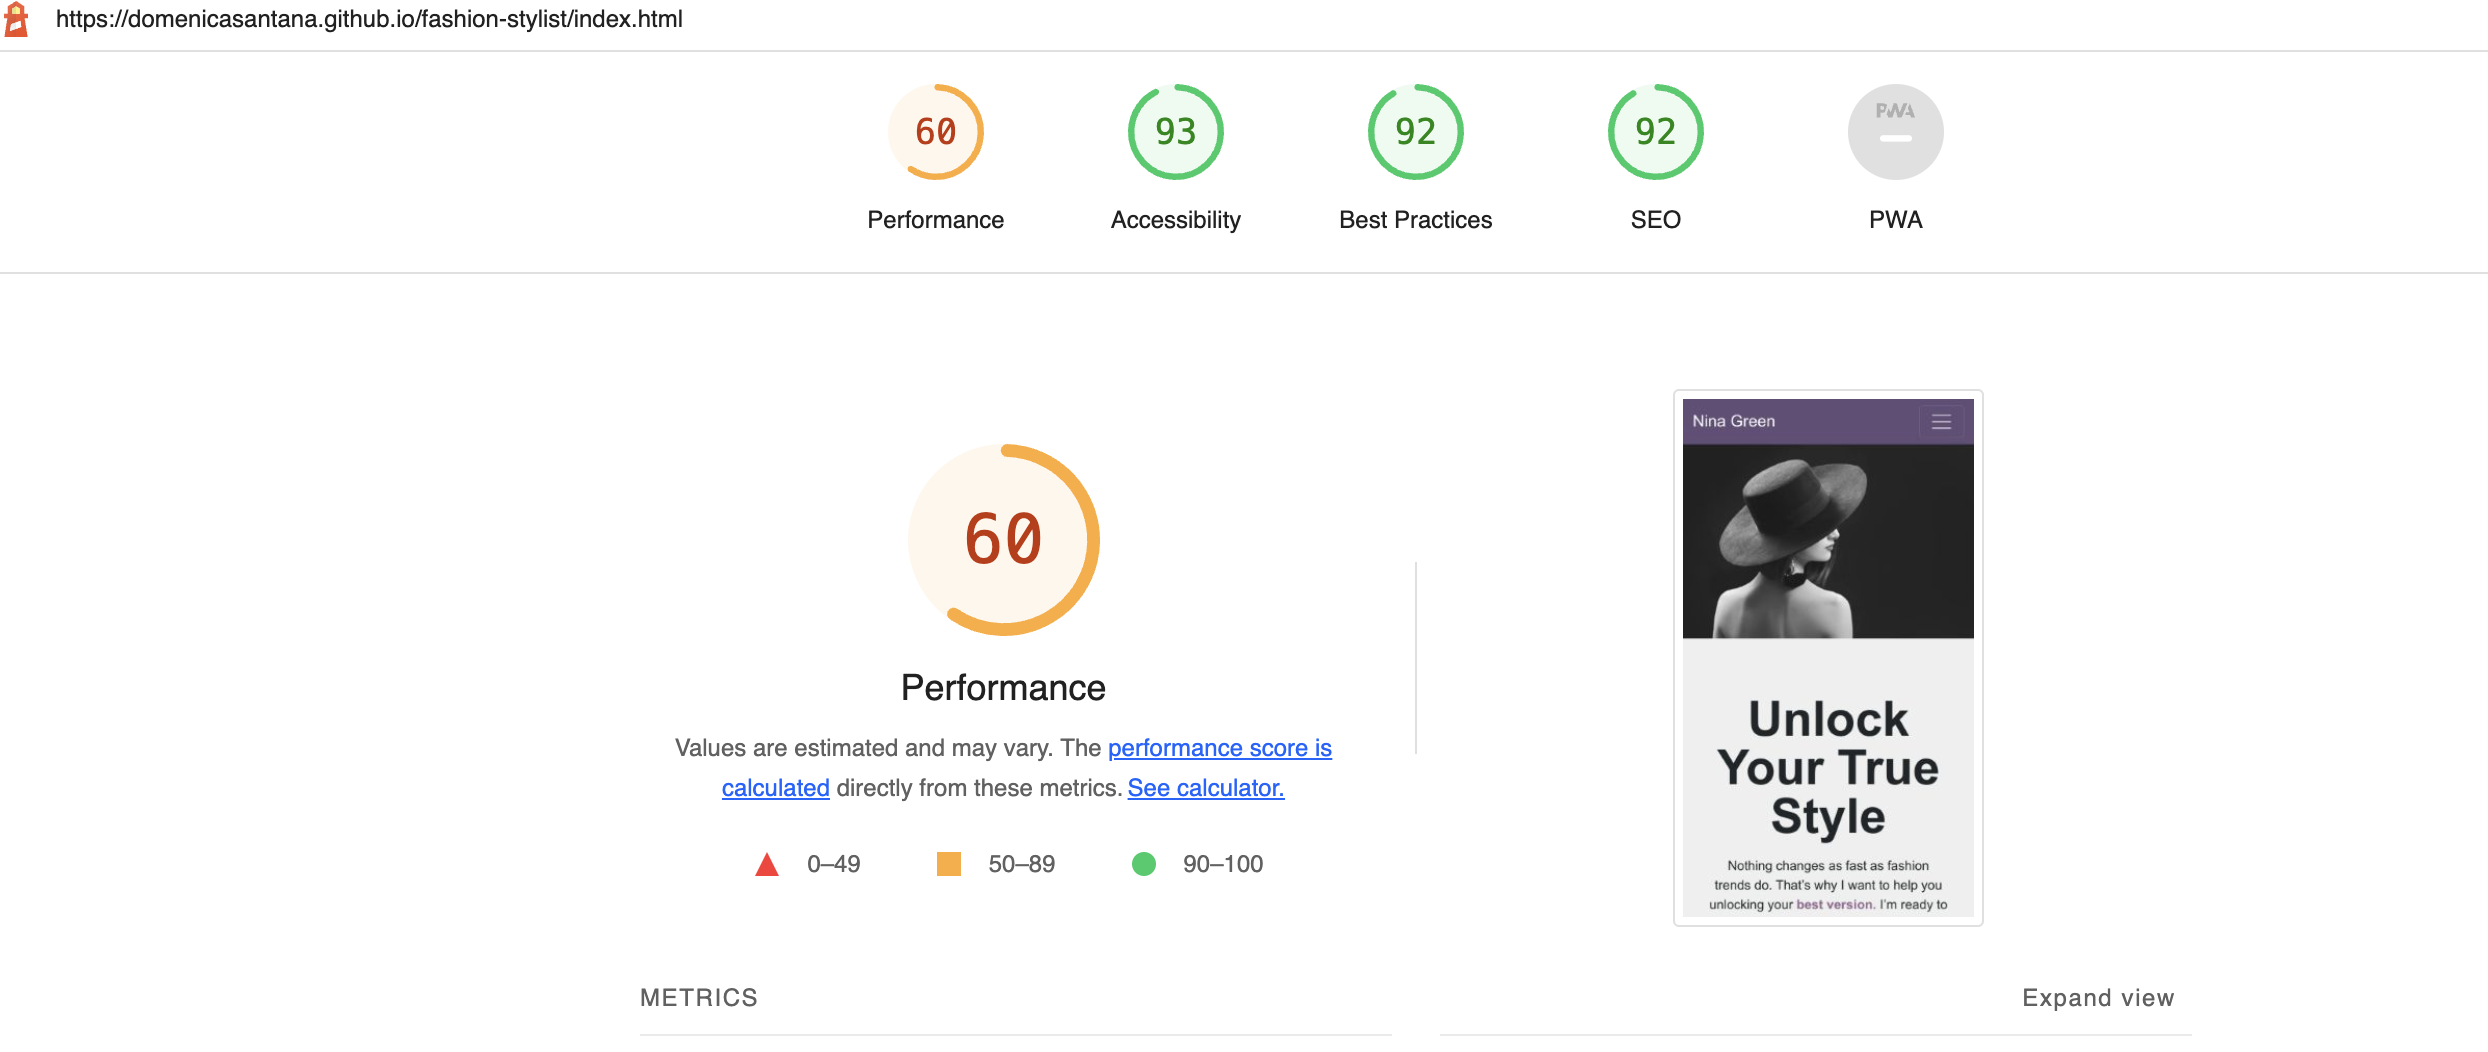 https://domenicasantana.github.io/fashion-stylist/index.html
60
93
92
92
PWA
Performance
Accessibility
Best Practices
SEO
PWA
60
Performance
Values are estimated and may vary. The performance score is
calculated directly from these metrics. See calculator.
0–49
50–89
90–100
Nina Green
Unlock
Your True
Style
Nothing changes as fast as fashion
trends do. That's why I want to help you
unlocking your best version. I'm ready to
METRICS
Expand view